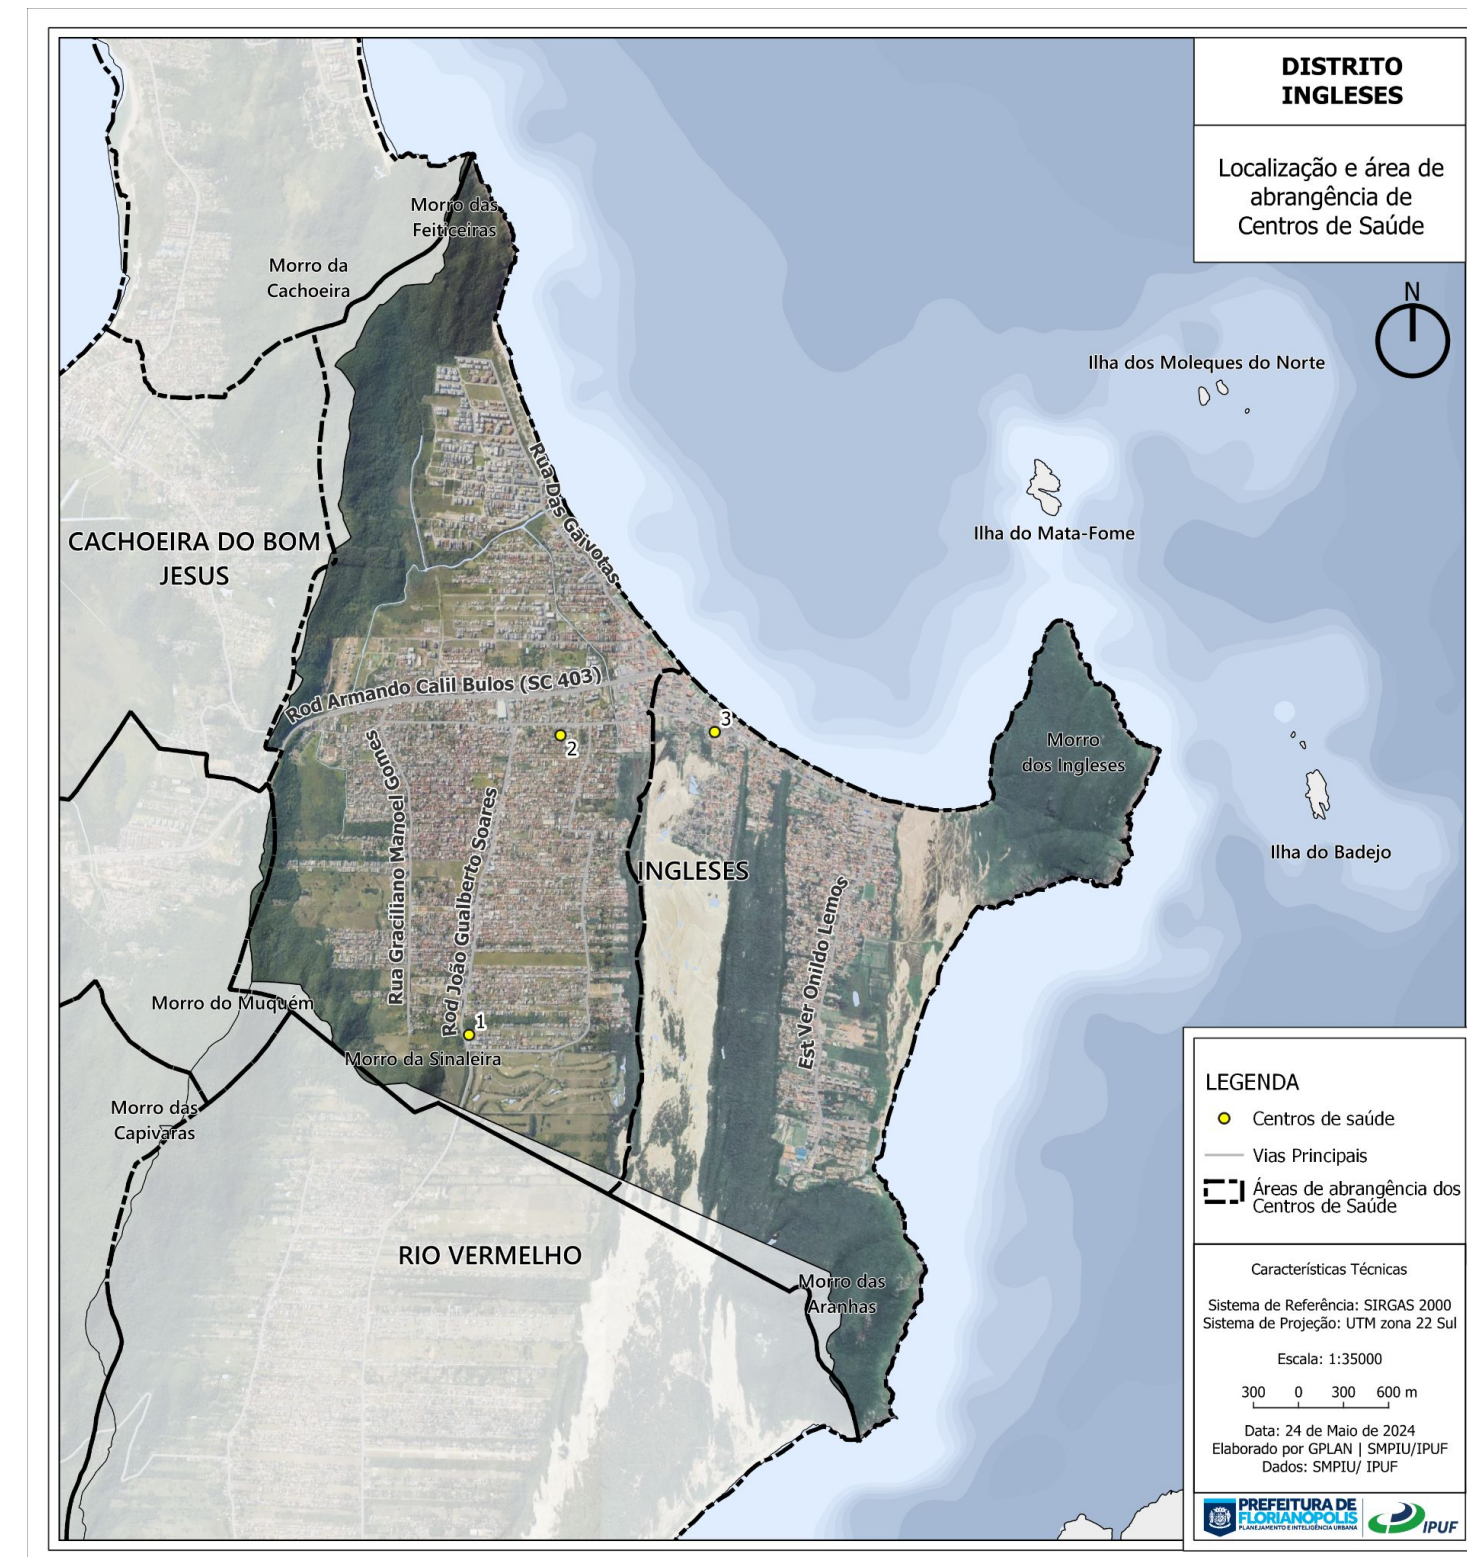 DISTRITO
INGLESES
Localização e área de
abrangência de
Centros de Saúde
N
Morro das
Feiticeiras
Morro da
Cachoeira
Ilha dos Moleques do Norte
Rua Das Gaivotas
Ilha do Mata-Fome
CACHOEIRA DO BOM
JESUS
Rod Armando Calil Bulos (SC 403)
3
2
Morro
dos Ingleses
Rua Graciliano Manoel Gomes
Rod João Gualberto Soares
INGLESES
Ilha do Badejo
Est Ver Onildo Lemos
Morro do Muquém
1
Morro da Sinaleira
Morro das
Capivaras
RIO VERMELHO
Morro das
Aranhas
LEGENDA
Centros de saúde
Vias Principais
Áreas de abrangência dos
Centros de Saúde
Características Técnicas
Sistema de Referência: SIRGAS 2000
Sistema de Projeção: UTM zona 22 Sul
Escala: 1:35000
300 0 300 600 m
Data: 24 de Maio de 2024
Elaborado por GPLAN | SMPIU/IPUF
Dados: SMPIU/ IPUF
PREFEITURA DE
FLORIANÓPOLIS
PLANEJAMENTO E INTELIGÊNCIA URBANA
IPUF